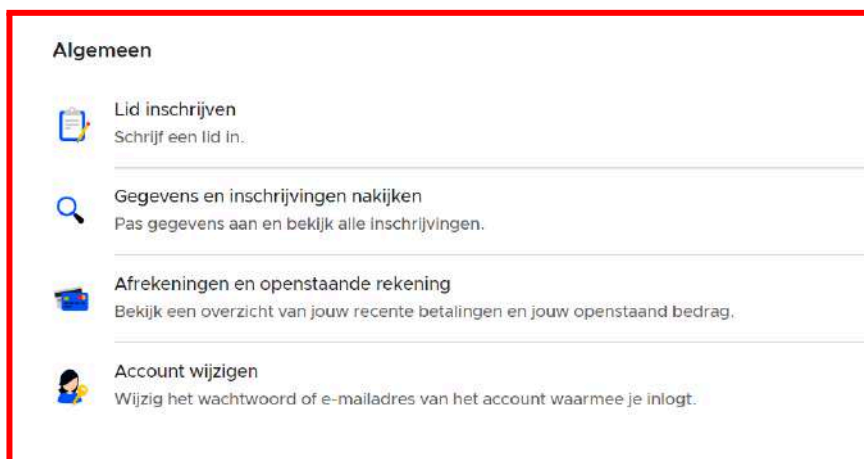 Algemeen
Lid inschrijven
Schrijf een lid in.
Gegevens en inschrijvingen nakijken
Pas gegevens aan en bekijk alle inschrijvingen.
Afrekeningen en openstaande rekening
Bekijk een overzicht van jouw recente betalingen en jouw openstaand bedrag.
Account wijzigen
Wijzig het wachtwoord of e-mailadres van het account waarmee je inlogt.